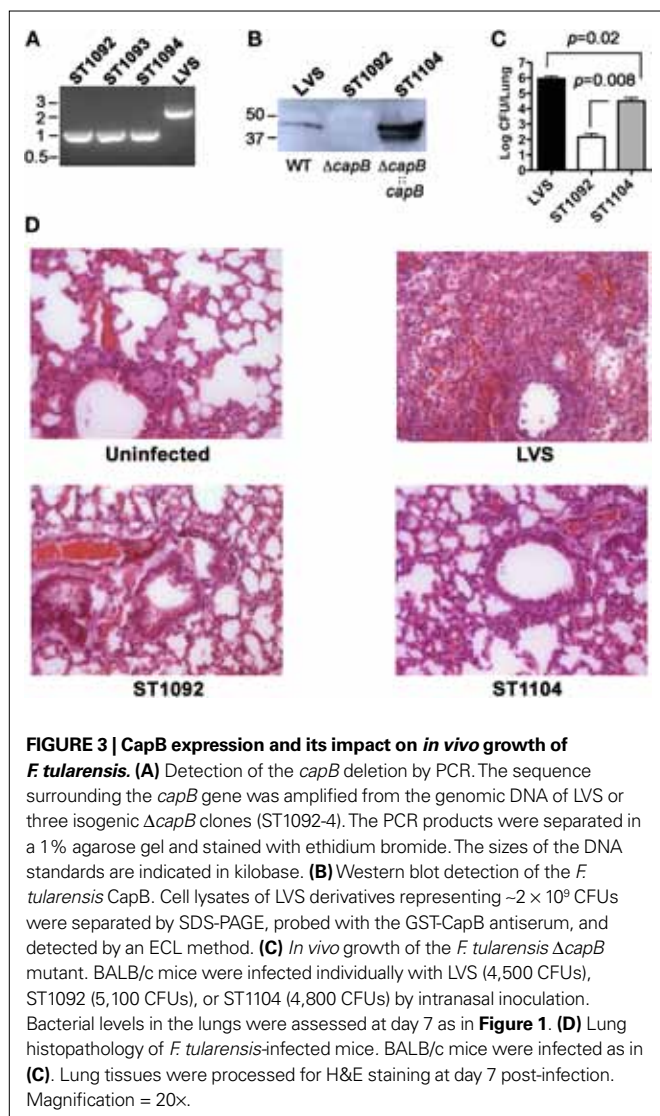 A
ST1092
ST1093
ST1094
LVS
3
2
1
0.5
B
LVS
ST1092
ST1104
50
37
WT
ΔcapB
ΔcapB
::
capB
C
p=0.02
p=0.008
Log CFU/Lung
7
6
5
4
3
2
1
0
LVS
ST1092
ST1104
D
Uninfected
LVS
ST1092
ST1104
FIGURE 3 | CapB expression and its impact on in vivo growth of
F. tularensis. (A) Detection of the capB deletion by PCR. The sequence
surrounding the capB gene was amplified from the genomic DNA of LVS or
three isogenic ΔcapB clones (ST1092-4). The PCR products were separated in
a 1% agarose gel and stained with ethidium bromide. The sizes of the DNA
standards are indicated in kilobase. (B) Western blot detection of the F.
tularensis CapB. Cell lysates of LVS derivatives representing ~2 × 10⁹ CFUs
were separated by SDS-PAGE, probed with the GST-CapB antiserum, and
detected by an ECL method. (C) In vivo growth of the F. tularensis ΔcapB
mutant. BALB/c mice were infected individually with LVS (4,500 CFUs),
ST1092 (5,100 CFUs), or ST1104 (4,800 CFUs) by intranasal inoculation.
Bacterial levels in the lungs were assessed at day 7 as in Figure 1. (D) Lung
histopathology of F. tularensis-infected mice. BALB/c mice were infected as in
(C). Lung tissues were processed for H&E staining at day 7 post-infection.
Magnification = 20×.